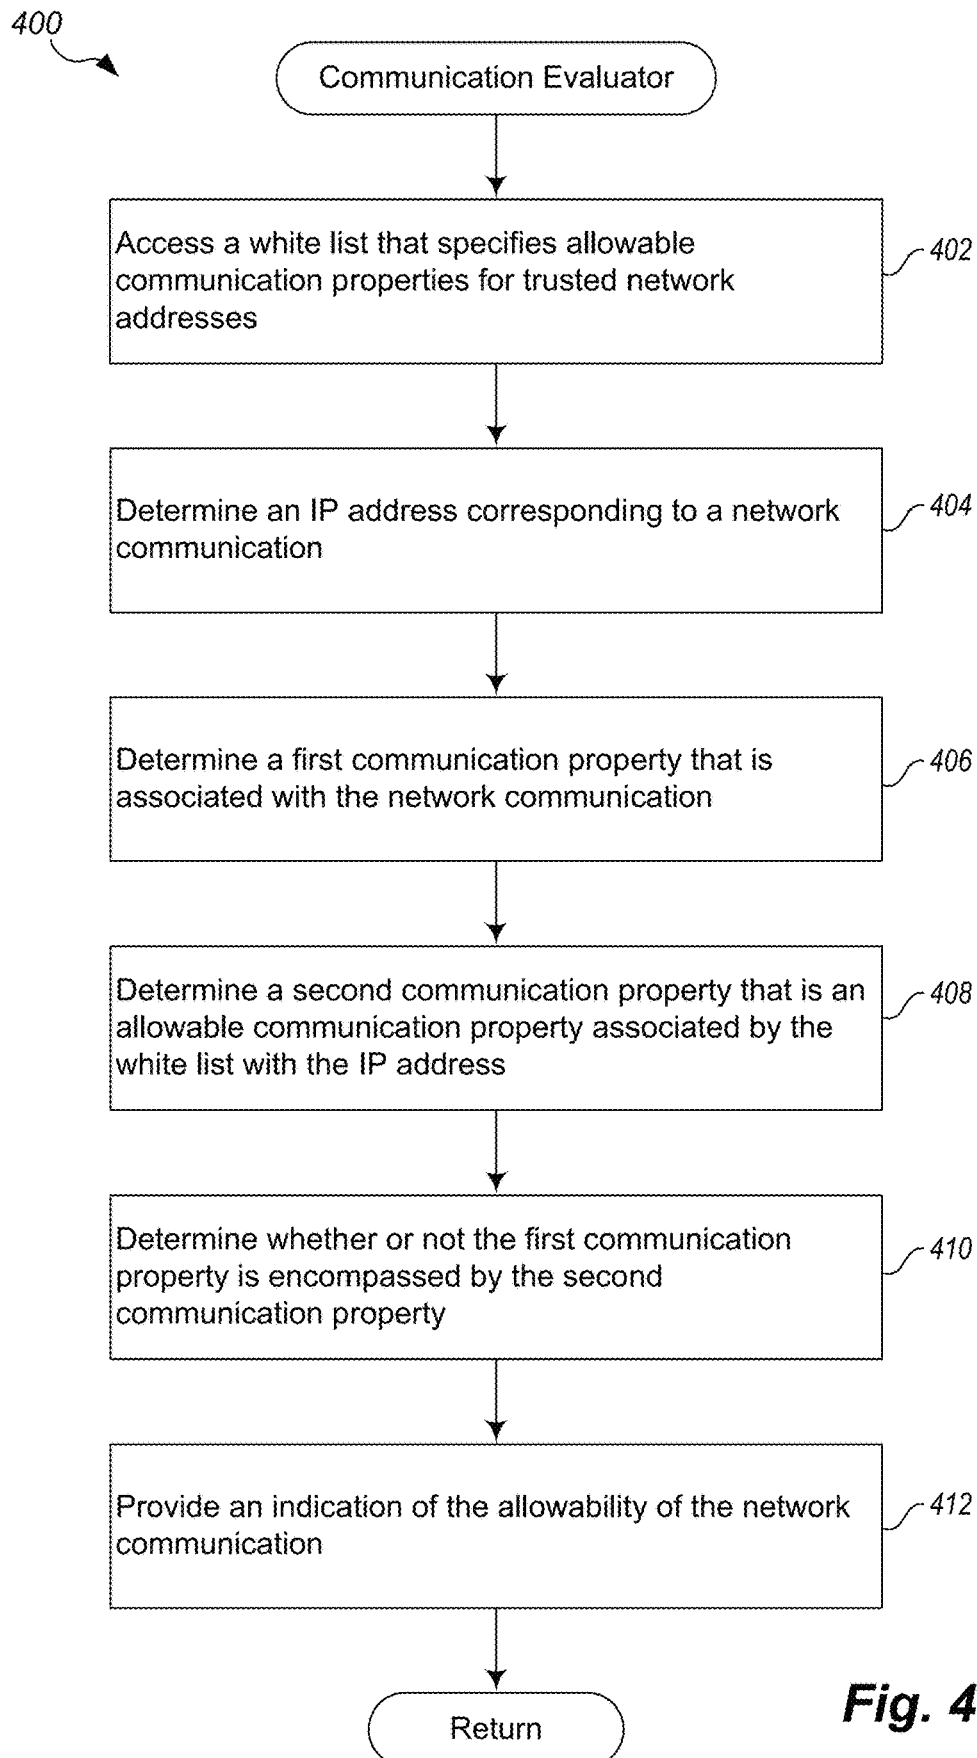 400
Communication Evaluator
Access a white list that specifies allowable
communication properties for trusted network
addresses
402
Determine an IP address corresponding to a network
communication
404
Determine a first communication property that is
associated with the network communication
406
Determine a second communication property that is an
allowable communication property associated by the
white list with the IP address
408
Determine whether or not the first communication
property is encompassed by the second
communication property
410
Provide an indication of the allowability of the network
communication
412
Return
Fig. 4